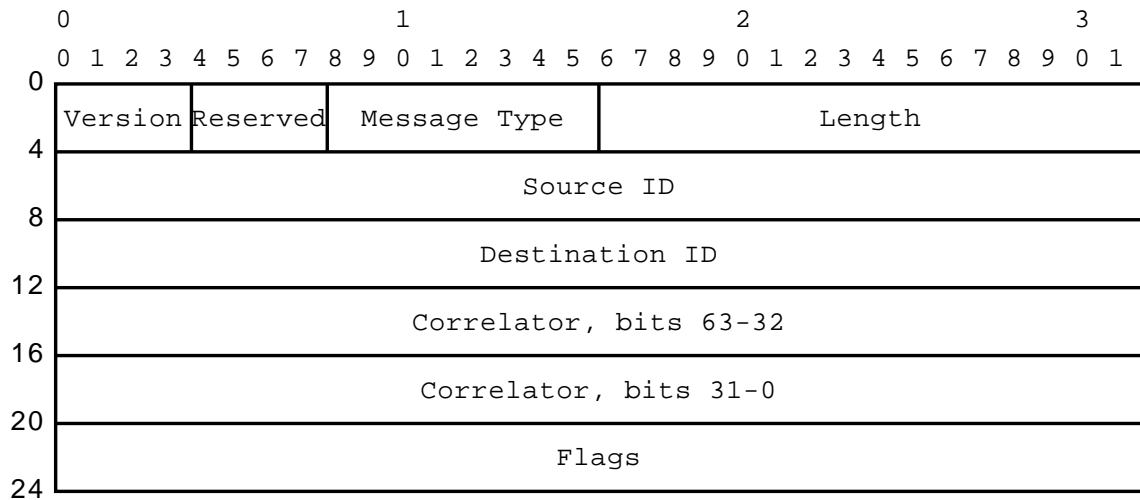 0 1 2 3
0 1 2 3 4 5 6 7 8 9 0 1 2 3 4 5 6 7 8 9 0 1 2 3 4 5 6 7 8 9 0 1
0
Version Reserved Message Type Length
4
Source ID
8
Destination ID
12
Correlator, bits 63-32
16
Correlator, bits 31-0
20
Flags
24